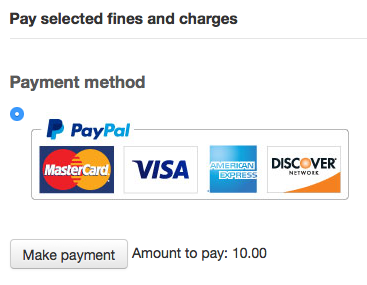 Pay selected fines and charges
Payment method
PayPal
MasterCard VISA AMERICAN EXPRESS DISCOVER NETWORK
Make payment Amount to pay: 10.00